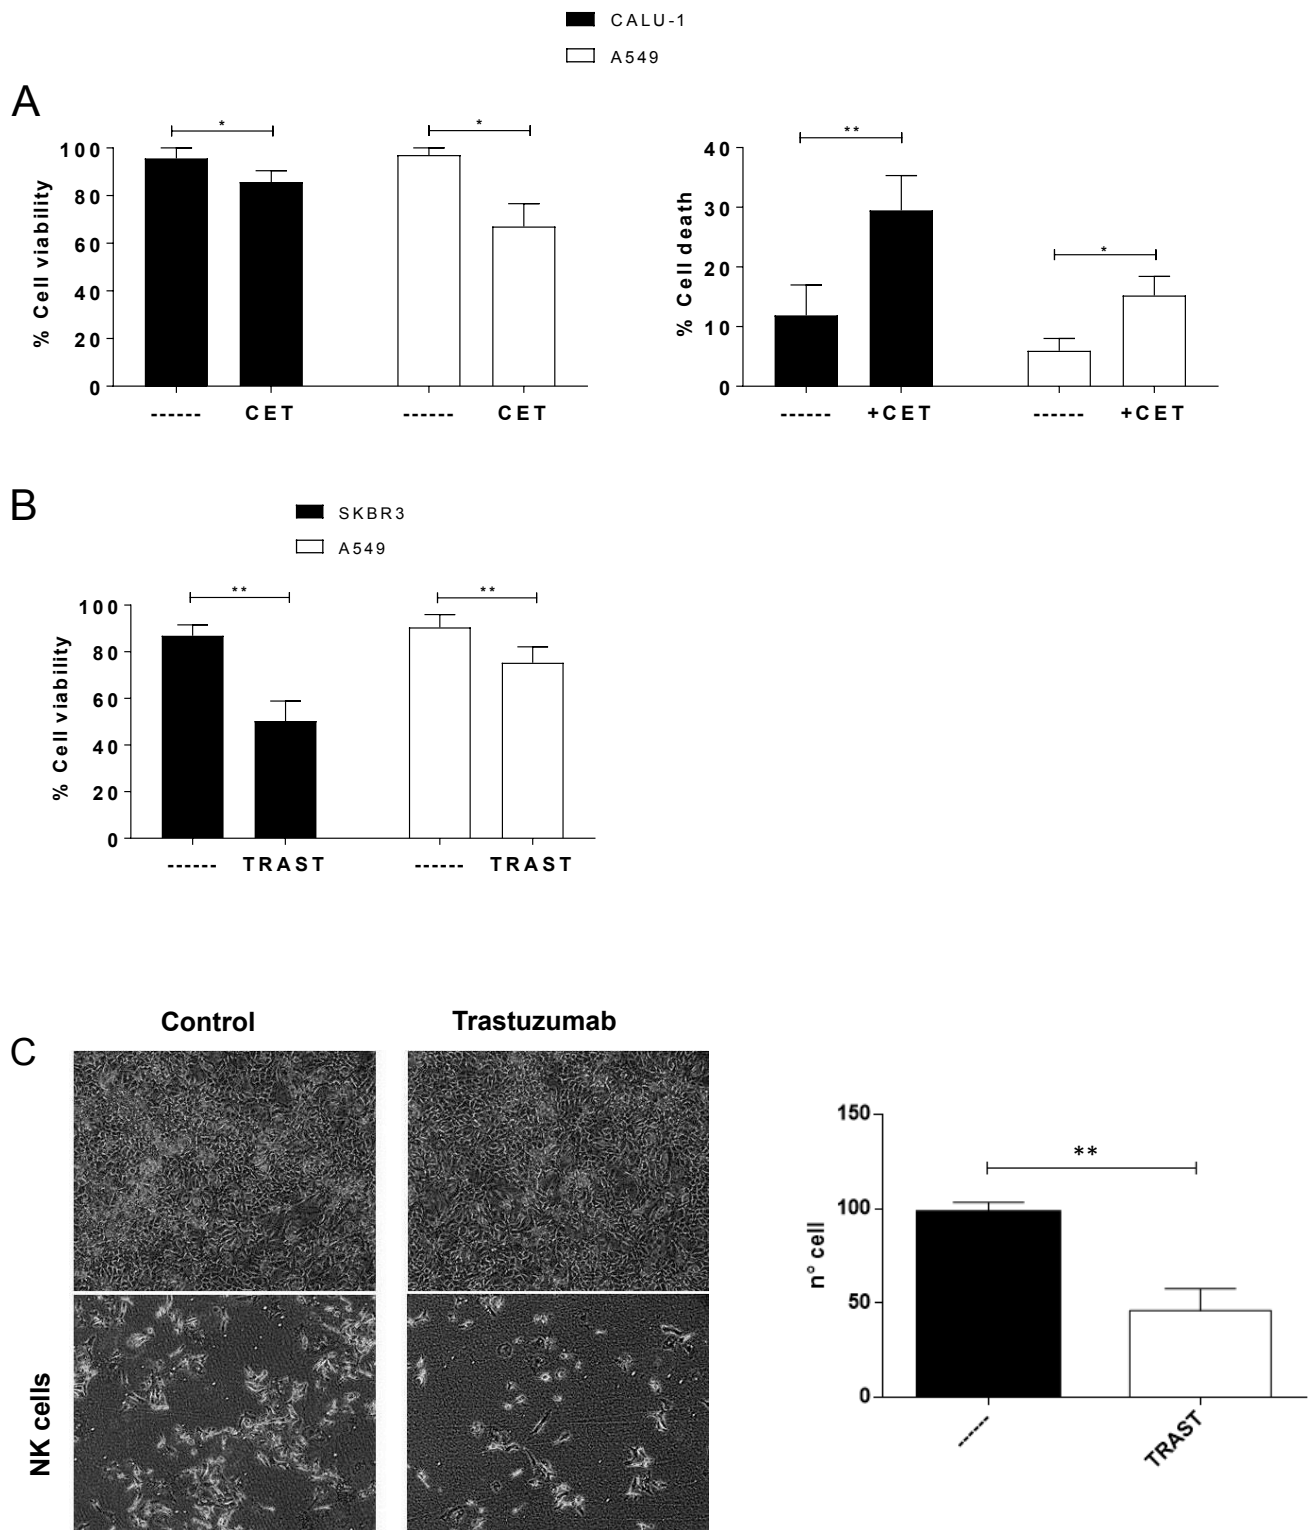 CALU-1
A549
A
*
*
100
80
60
40
20
0
% Cell viability
------ CET ------ CET
**
*
40
30
20
10
0
% Cell death
------ +CET ------ +CET
B
SKBR3
A549
**
**
100
80
60
40
20
0
% Cell viability
------ TRAST ------ TRAST
C
Control
Trastuzumab
NK cells
**
150
100
50
0
n° cell
------
TRAST